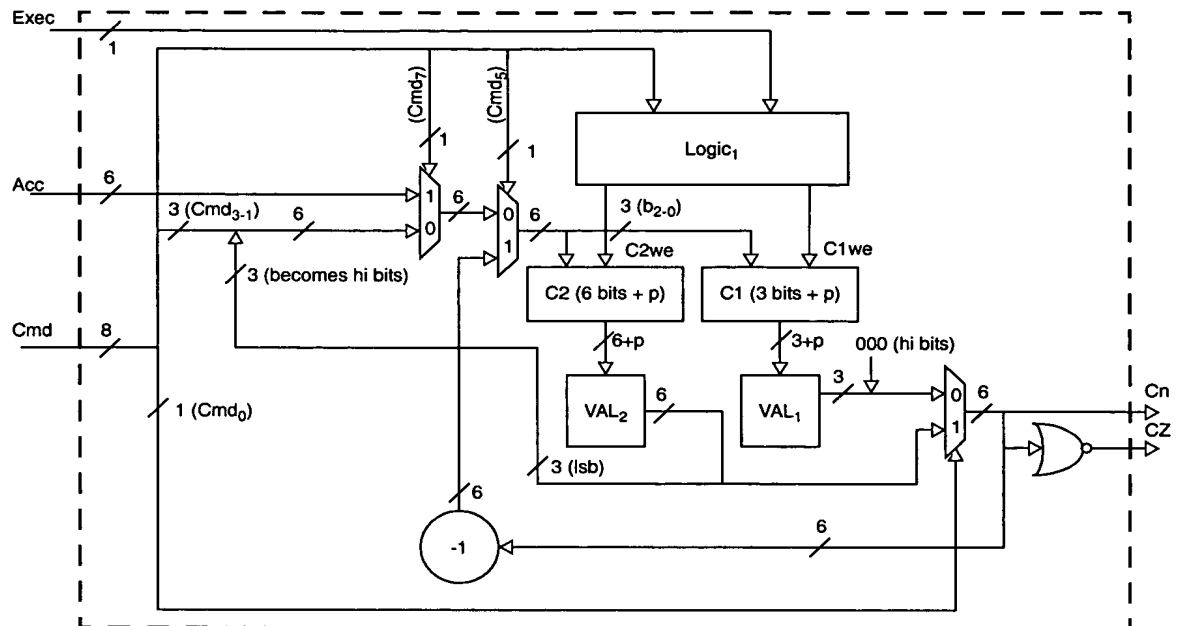 Exec
1
(Cmd7)
(Cmd5)
1
1
Logic1
Acc
6
3 (Cmd3-1)
6
1
0
6
0
1
6
3 (b2-0)
C2we
C1we
3 (becomes hi bits)
C2 (6 bits + p)
C1 (3 bits + p)
Cmd
8
6+p
3+p
000 (hi bits)
1 (Cmd0)
VAL2
6
VAL1
3
0
1
6
Cn
CZ
3 (lsb)
6
-1
6